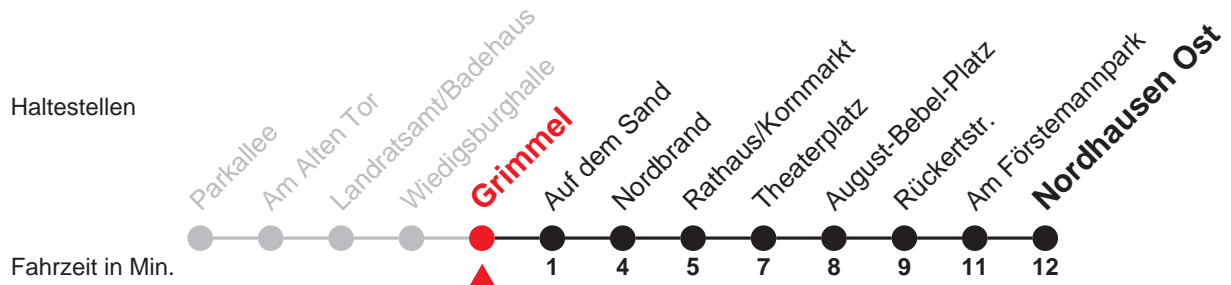 Haltestellen
Parkallee
Am Alten Tor
Landratsamt/Badehaus
Wiedigsburghalle
Grimmel
Auf dem Sand
Nordbrand
Rathaus/Kornmarkt
Theaterplatz
August-Bebel-Platz
Rückertstr.
Am Förstemannpark
Nordhausen Ost
Fahrzeit in Min. 1 4 5 7 8 9 11 12